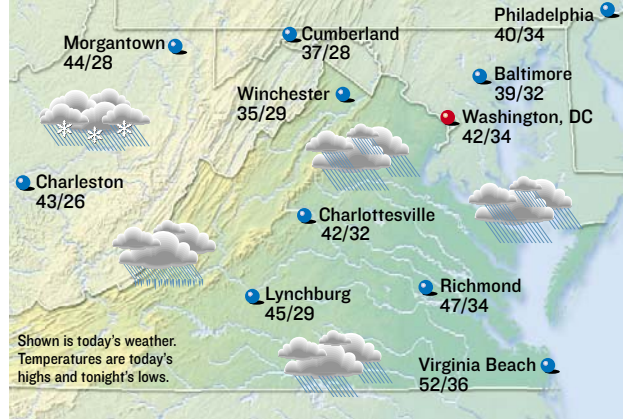 Philadelphia
40/34
Morgantown
44/28
Cumberland
37/28
Baltimore
39/32
Winchester
35/29
Washington, DC
42/34
Charleston
43/26
Charlottesville
42/32
Lynchburg
45/29
Richmond
47/34
Shown is today's weather.
Temperatures are today's
highs and tonight's lows.
Virginia Beach
52/36